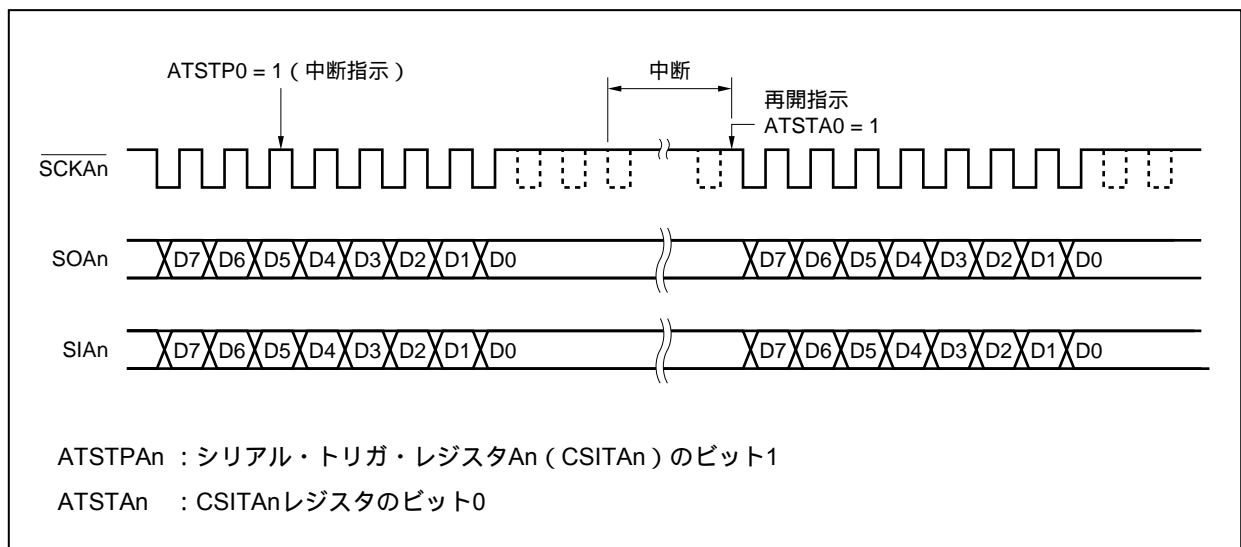 ATSTP0 = 1（中断指示）
中断
再開指示
ATSTA0 = 1
SCKAn
SOAn D7 D6 D5 D4 D3 D2 D1 D0 D7 D6 D5 D4 D3 D2 D1 D0
SIAn D7 D6 D5 D4 D3 D2 D1 D0 D7 D6 D5 D4 D3 D2 D1 D0
ATSTPAn ：シリアル・トリガ・レジスタAn（CSITAn）のビット1
ATSTAn ：CSITAnレジスタのビット0